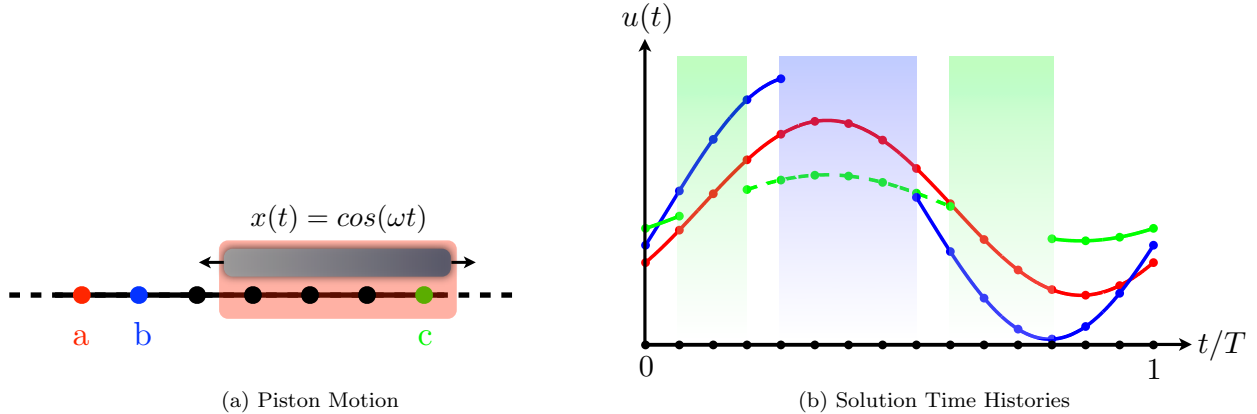 u(t)
x(t) = cos(ωt)
a
b
c
0
1
t/T
(a) Piston Motion
(b) Solution Time Histories